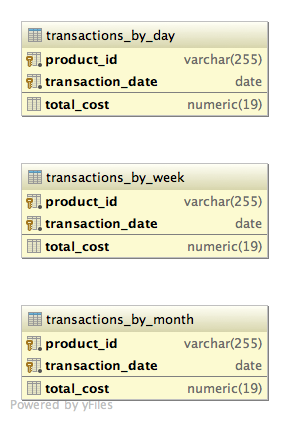 transactions_by_day
product_id varchar(255)
transaction_date date
total_cost numeric(19)
transactions_by_week
product_id varchar(255)
transaction_date date
total_cost numeric(19)
transactions_by_month
product_id varchar(255)
transaction_date date
total_cost numeric(19)
Powered by yFiles